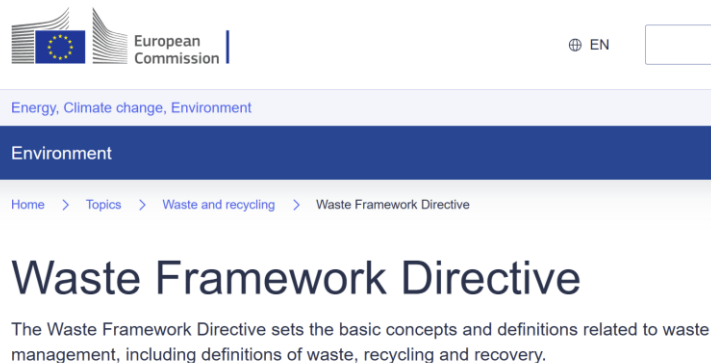 European
Commission
EN
Energy, Climate change, Environment
Environment
Home > Topics > Waste and recycling > Waste Framework Directive
Waste Framework Directive
The Waste Framework Directive sets the basic concepts and definitions related to waste
management, including definitions of waste, recycling and recovery.